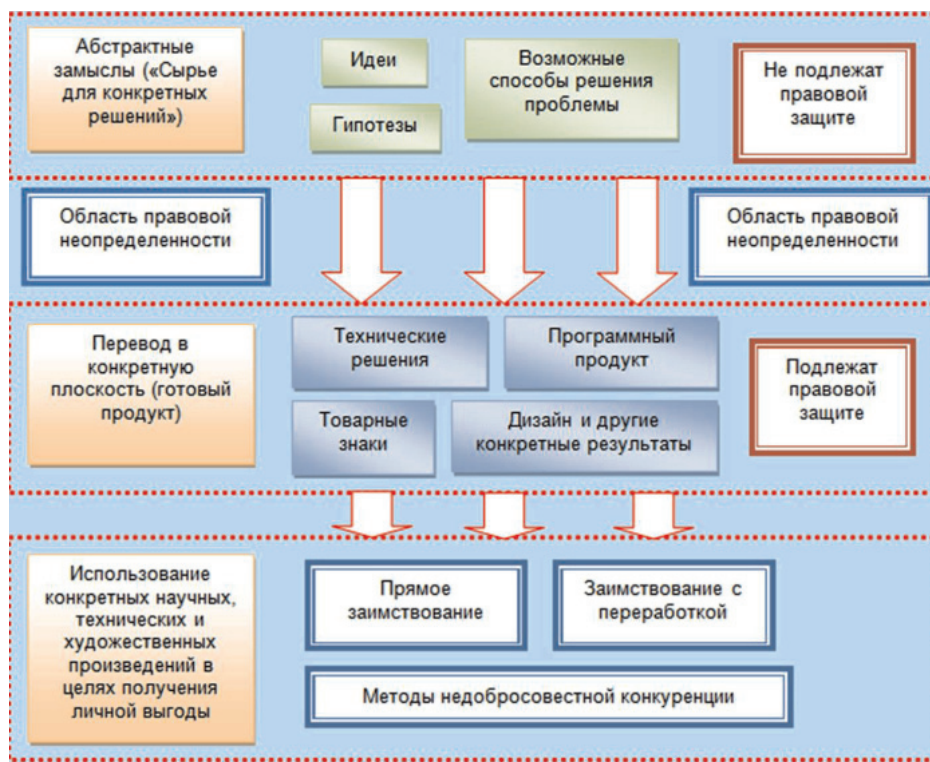 Абстрактные
замыслы («Сырье
для конкретных
решений»)
Идеи
Гипотезы
Возможные
способы решения
проблемы
Не подлежат
правовой
защите
Область правовой
неопределенности
Область правовой
неопределенности
Перевод в
конкретную
плоскость (готовый
продукт)
Технические
решения
Программный
продукт
Товарные
знаки
Дизайн и другие
конкретные результаты
Подлежат
правовой
защите
Использование
конкретных научных,
технических и
художественных
произведений в
целях получения
личной выгоды
Прямое
заимствование
Заимствование с
переработкой
Методы недобросовестной конкуренции